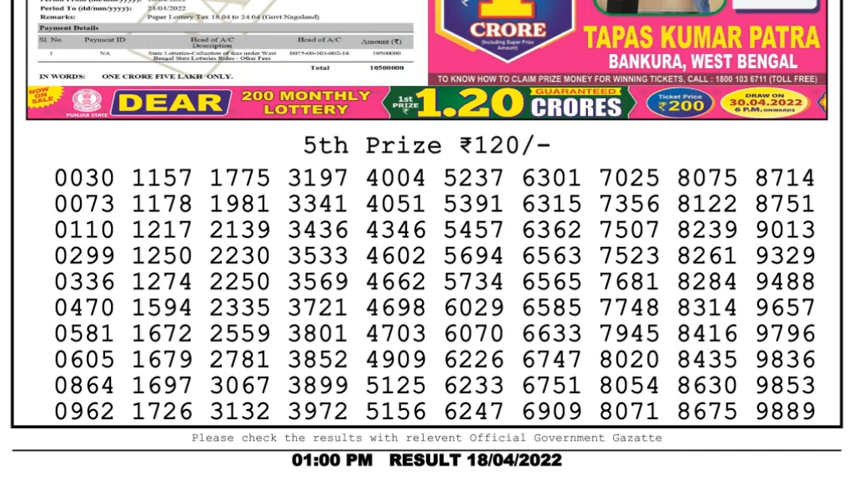 Period To (dd/mm/yyyy): 24/04/2022
Remarks: Paper Lottery Tax 18.04 to 24.04 (Govt.Nagaland)
Payment Details
Sl. No Payment ID Head of A/C Description Head of A/C Amount (₹)
1 NA State Lotteries-Collection of Tax under West Bengal State Lotteries Rules - Other Fees 10500000
Total 10500000
IN WORDS: ONE CRORE FIVE LAKH ONLY.
1
CRORE
(Including Super Prize Amount)
TAPAS KUMAR PATRA
BANKURA, WEST BENGAL
TO KNOW HOW TO CLAIM PRIZE MONEY FOR WINNING TICKETS, CALL : 1800 103 6711 (TOLL FREE)
NOW ON SALE
PUNJAB STATE
DEAR
200 MONTHLY LOTTERY
1st PRIZE ₹ 1.20 GUARANTEED CRORES
Ticket Price ₹200
DRAW ON 30.04.2022 6 P.M. ONWARDS
5th Prize ₹120/-
0030 1157 1775 3197 4004 5237 6301 7025 8075 8714
0073 1178 1981 3341 4051 5391 6315 7356 8122 8751
0110 1217 2139 3436 4346 5457 6362 7507 8239 9013
0299 1250 2230 3533 4602 5694 6563 7523 8261 9329
0336 1274 2250 3569 4662 5734 6565 7681 8284 9488
0470 1594 2335 3721 4698 6029 6585 7748 8314 9657
0581 1672 2559 3801 4703 6070 6633 7945 8416 9796
0605 1679 2781 3852 4909 6226 6747 8020 8435 9836
0864 1697 3067 3899 5125 6233 6751 8054 8630 9853
0962 1726 3132 3972 5156 6247 6909 8071 8675 9889
Please check the results with relevent Official Government Gazatte
01:00 PM RESULT 18/04/2022